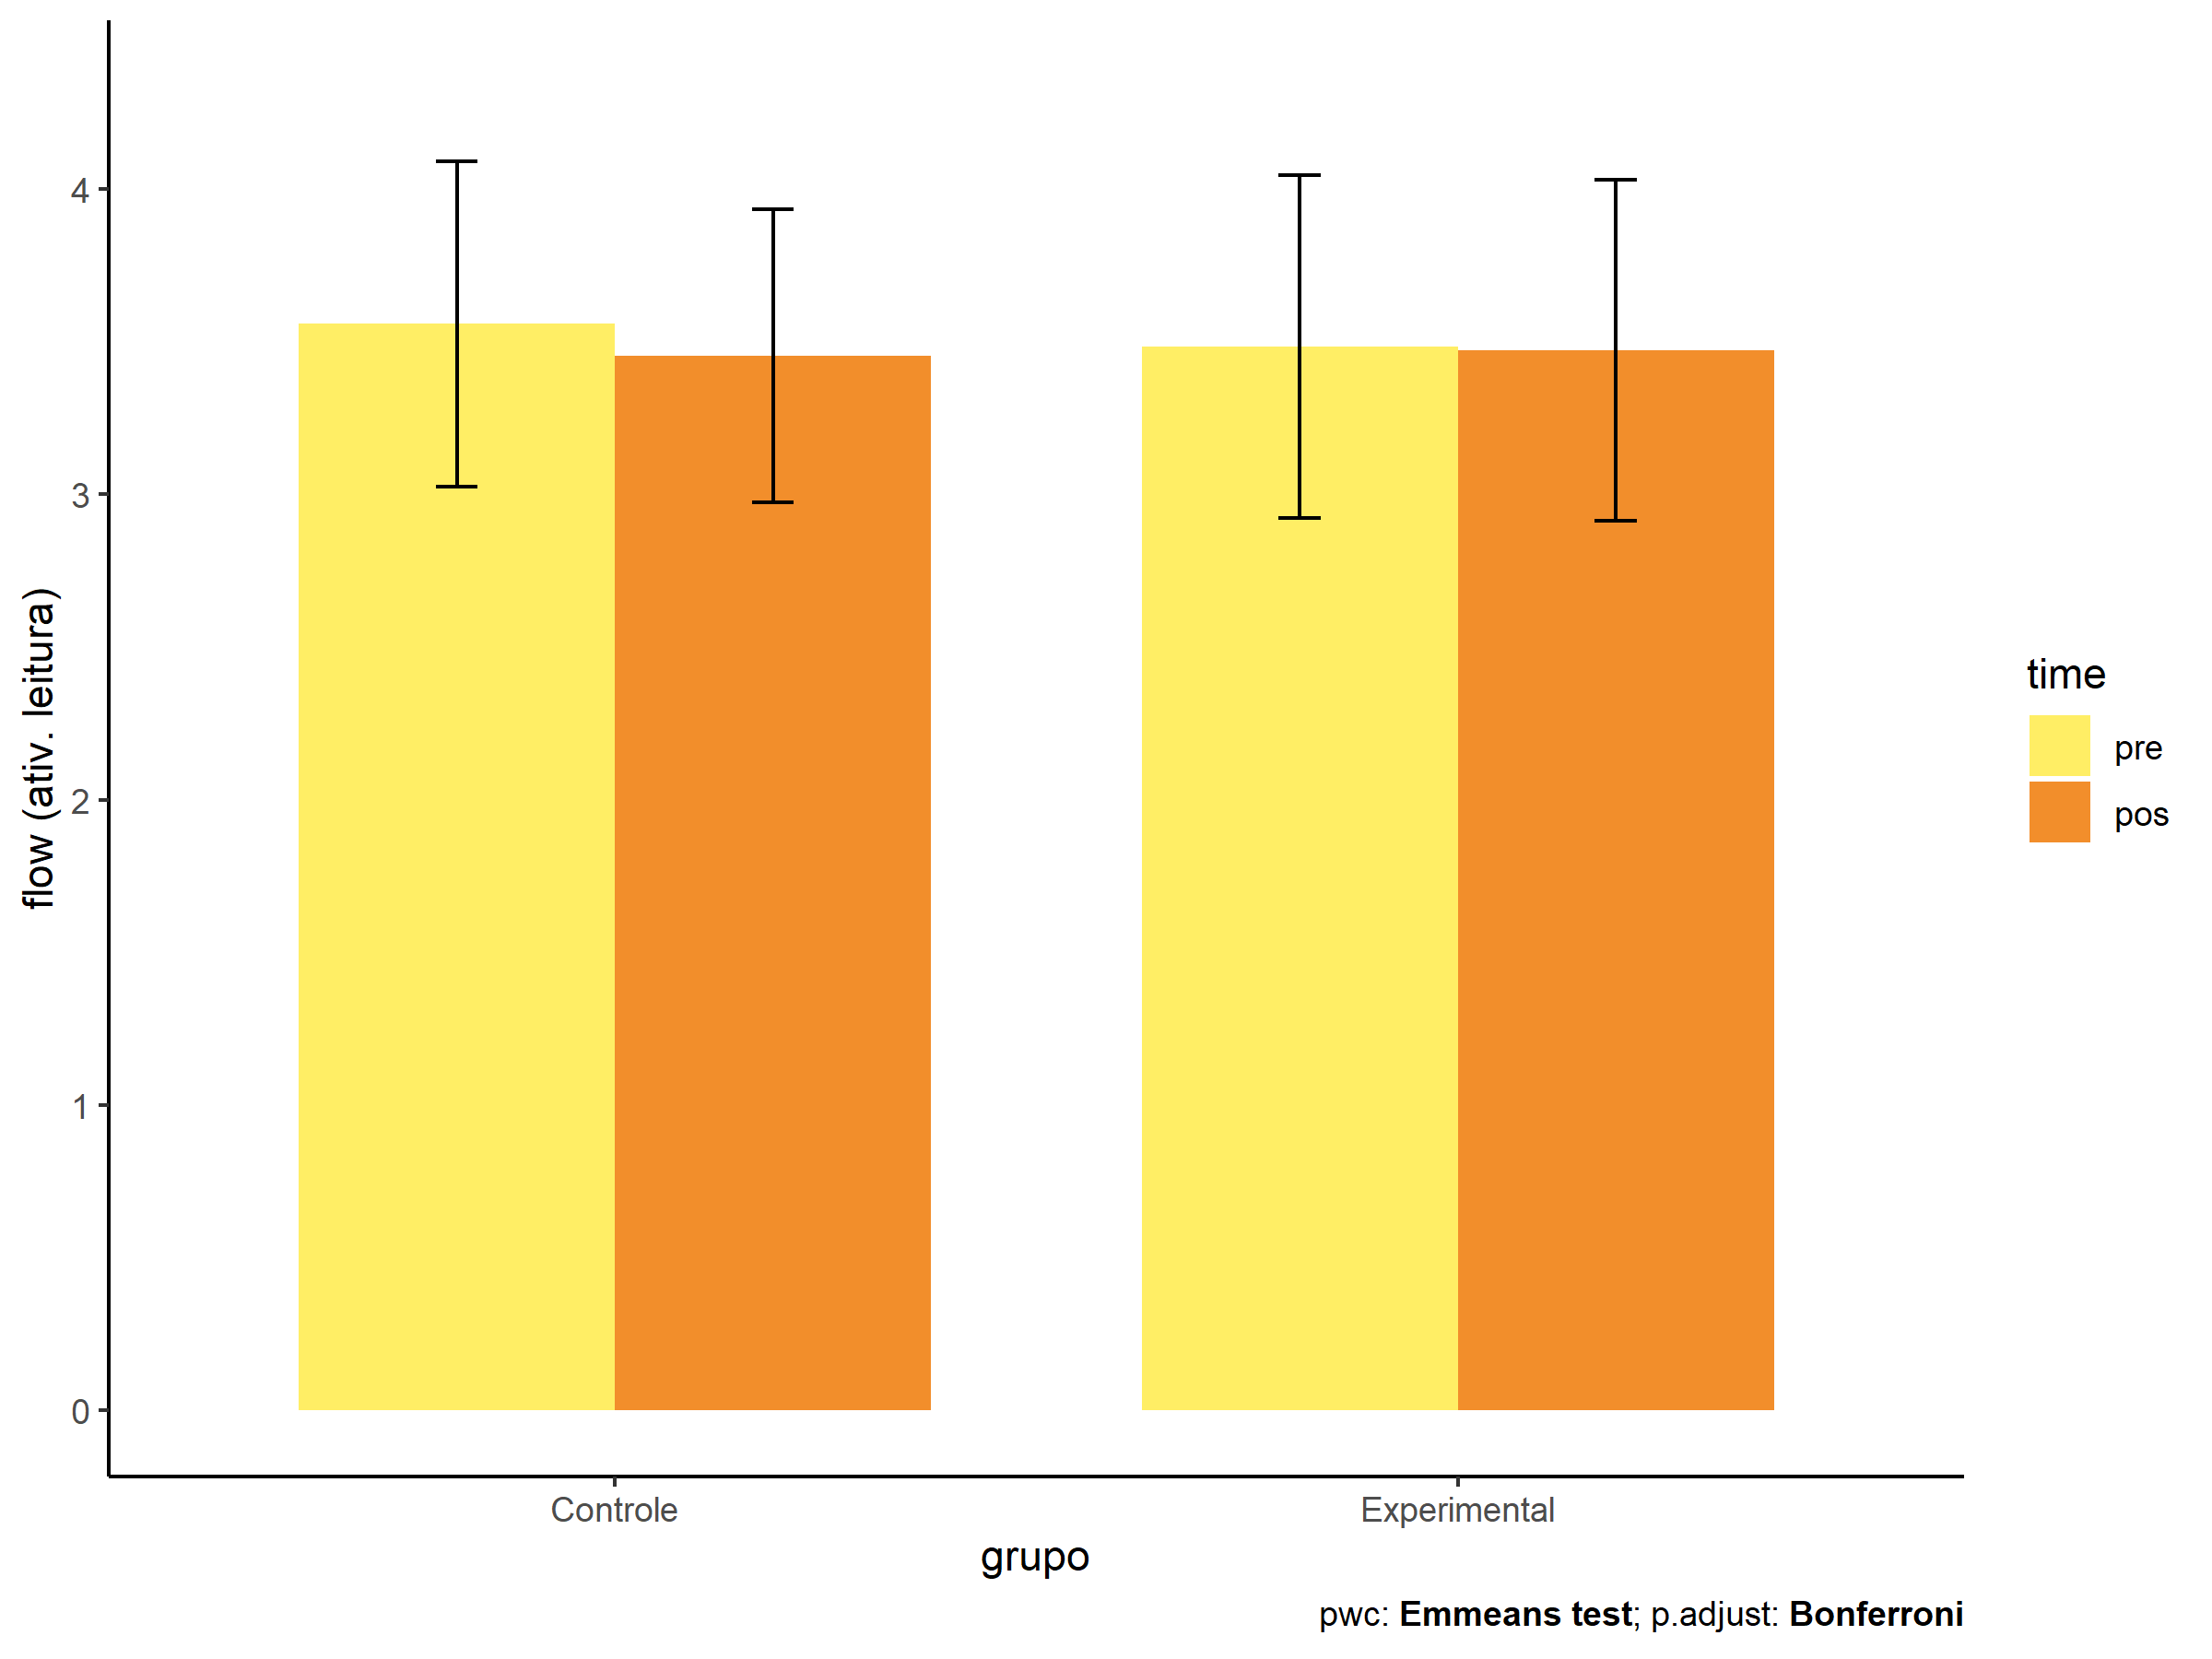 flow (ativ. leitura)
4
3
2
1
0
Controle
Experimental
grupo
time
pre
pos
pwc: Emmeans test; p.adjust: Bonferroni